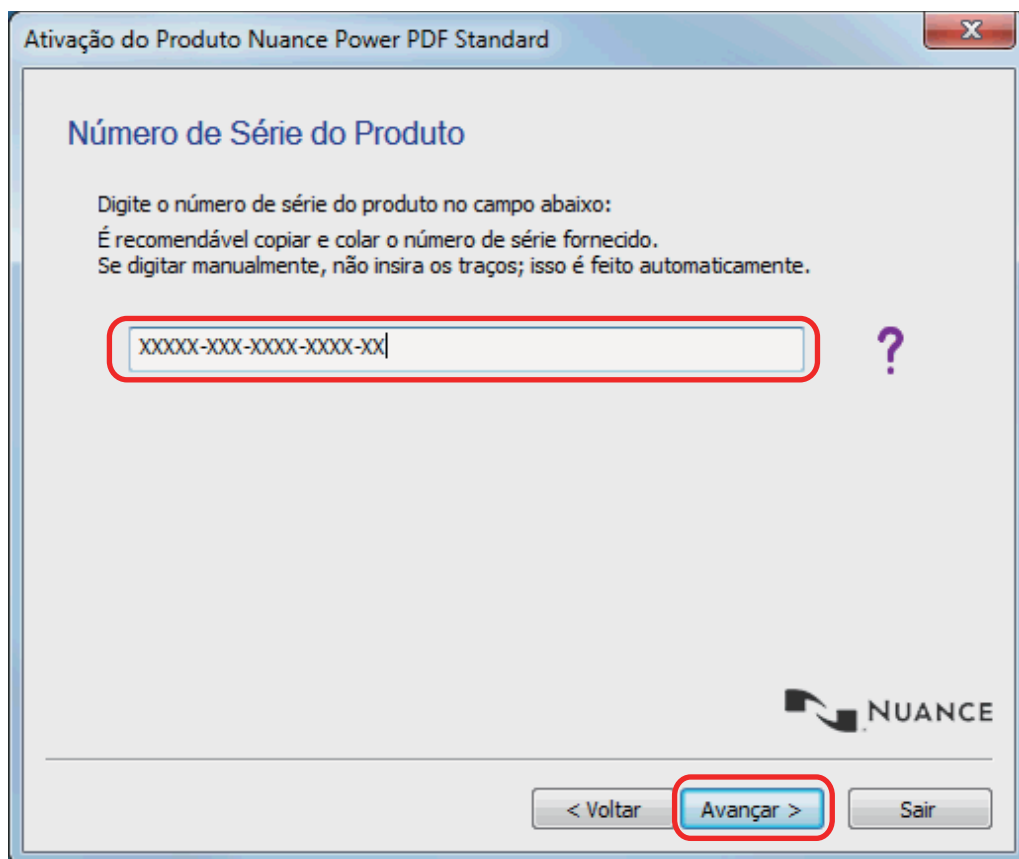 Ativação do Produto Nuance Power PDF Standard
Número de Série do Produto
Digite o número de série do produto no campo abaixo:
É recomendável copiar e colar o número de série fornecido.
Se digitar manualmente, não insira os traços; isso é feito automaticamente.
XXXXX-XXX-XXXX-XXXX-XX
?
NUANCE
< Voltar Avançar > Sair